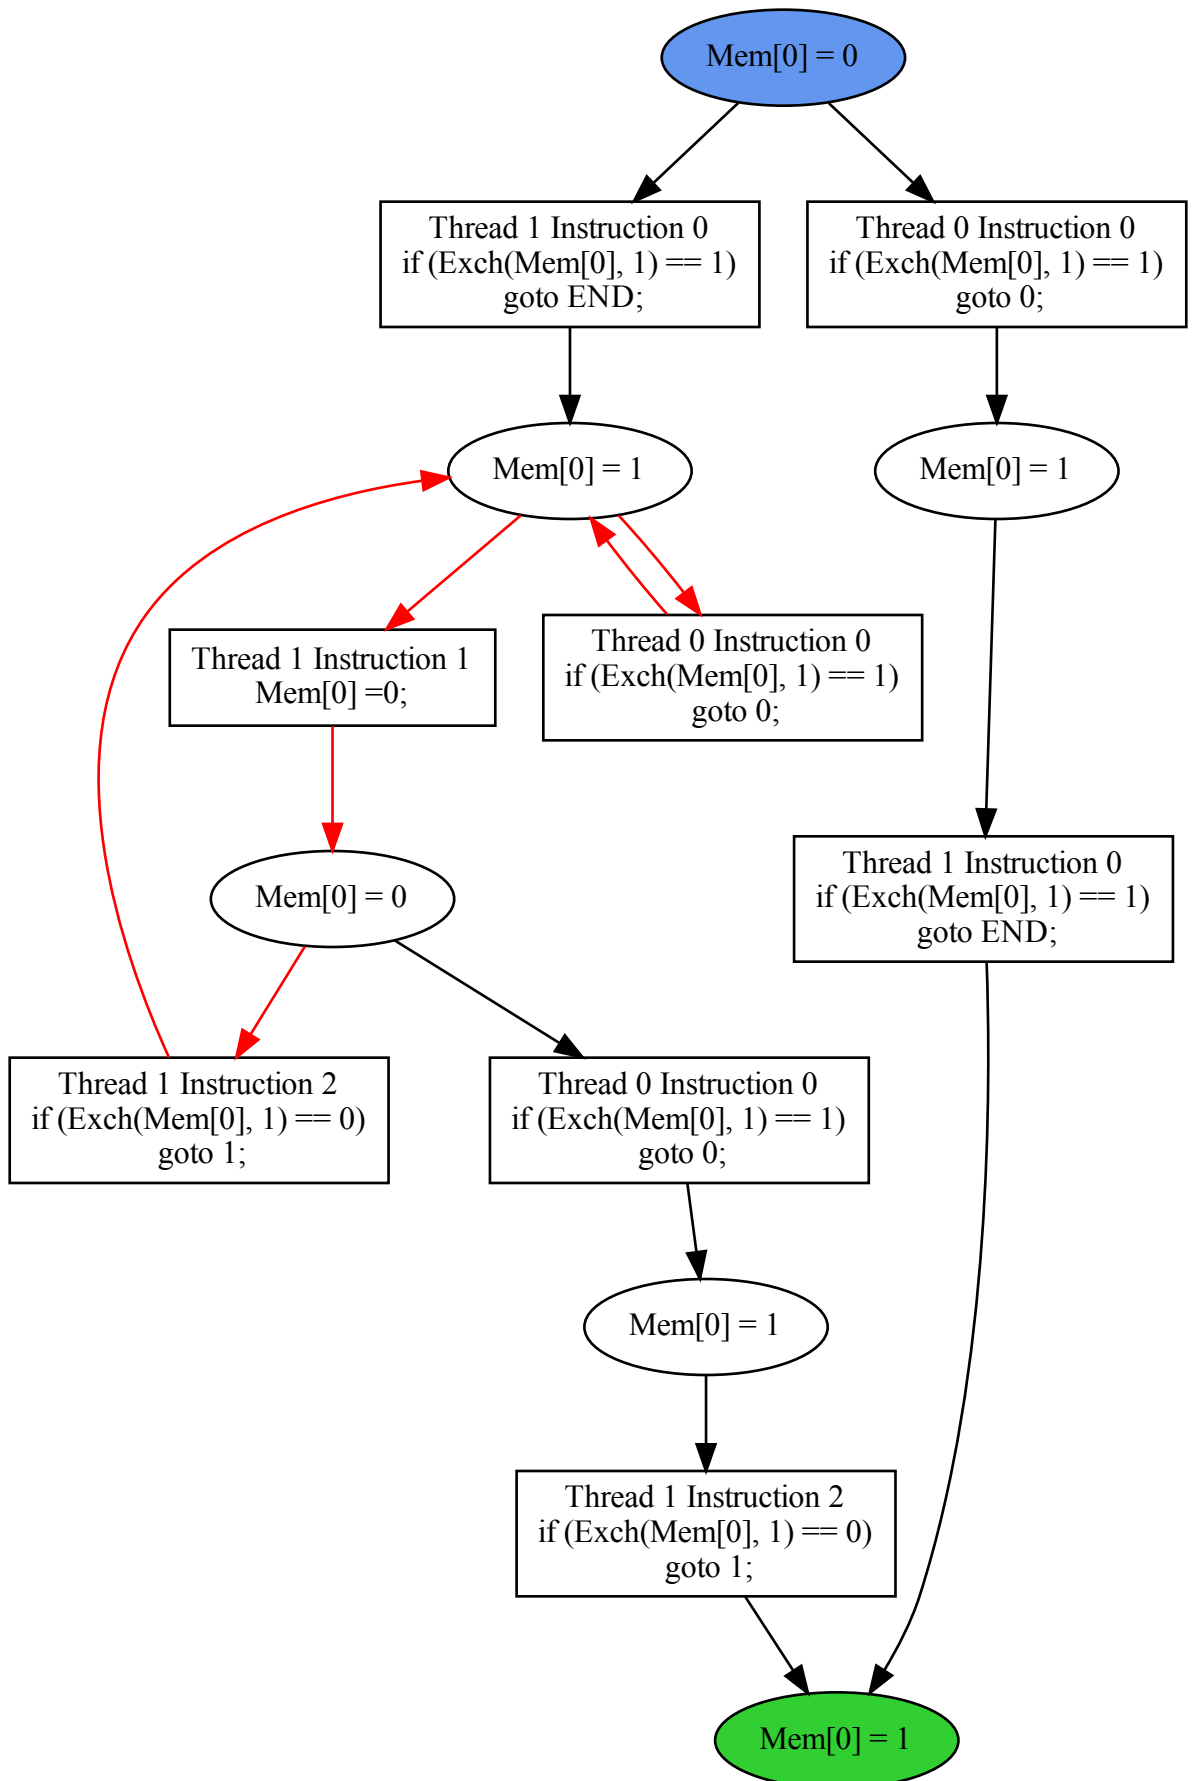 Mem[0] = 0
Thread 1 Instruction 0
if (Exch(Mem[0], 1) == 1)
goto END;
Thread 0 Instruction 0
if (Exch(Mem[0], 1) == 1)
goto 0;
Mem[0] = 1
Mem[0] = 1
Thread 1 Instruction 1
Mem[0] =0;
Thread 0 Instruction 0
if (Exch(Mem[0], 1) == 1)
goto 0;
Mem[0] = 0
Thread 1 Instruction 0
if (Exch(Mem[0], 1) == 1)
goto END;
Thread 1 Instruction 2
if (Exch(Mem[0], 1) == 0)
goto 1;
Thread 0 Instruction 0
if (Exch(Mem[0], 1) == 1)
goto 0;
Mem[0] = 1
Thread 1 Instruction 2
if (Exch(Mem[0], 1) == 0)
goto 1;
Mem[0] = 1